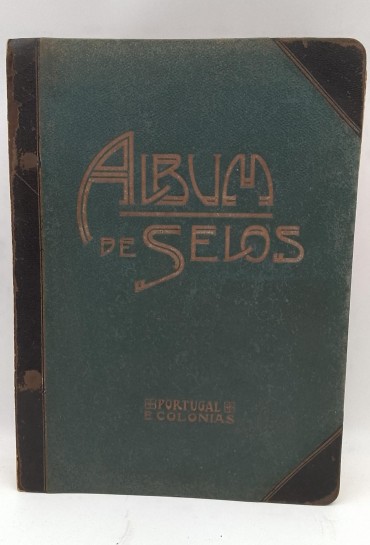 ALBUM
DE SELOS
PORTUGAL
E COLONIAS